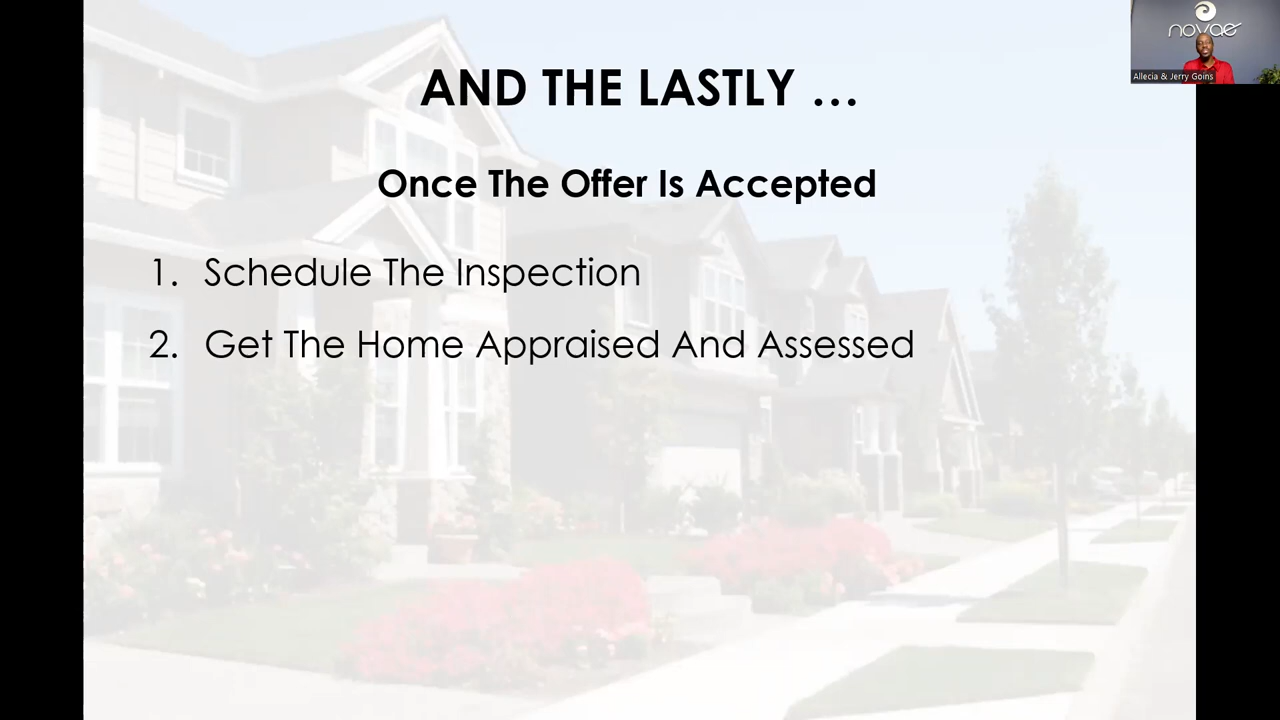 novae
Allecia & Jerry Goins
AND THE LASTLY …
Once The Offer Is Accepted
1. Schedule The Inspection
2. Get The Home Appraised And Assessed